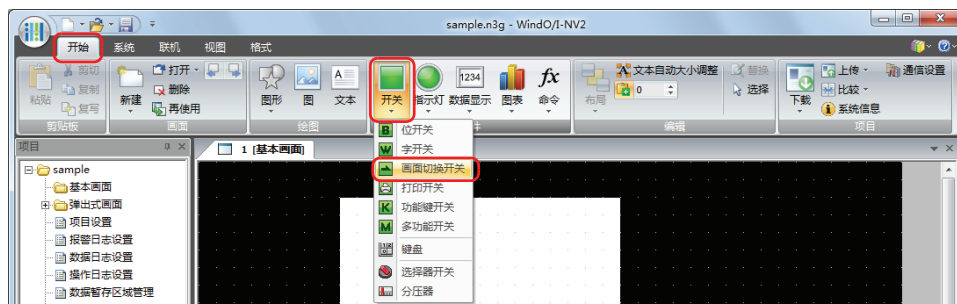 sample.n3g - WindO/I-NV2
开始 系统 联机 视图 格式
剪切 打开 文本自动大小调整 替换 上传 通信设置
复制 删除 1234 fx 0 选择 比较
粘贴 复写 新建 再使用 图形 图 文本 开关 指示灯 数据显示 图表 命令 布局 下载 系统信息
剪贴板 画面 绘图 件 编辑 项目
项目 1 [基本画面]
B 位开关
W 字开关
sample 画面切换开关
基本画面 打印开关
弹出式画面 K 功能键开关
项目设置 M 多功能开关
报警日志设置 键盘
数据日志设置
操作日志设置 选择器开关
数据暂存区域管理 分压器